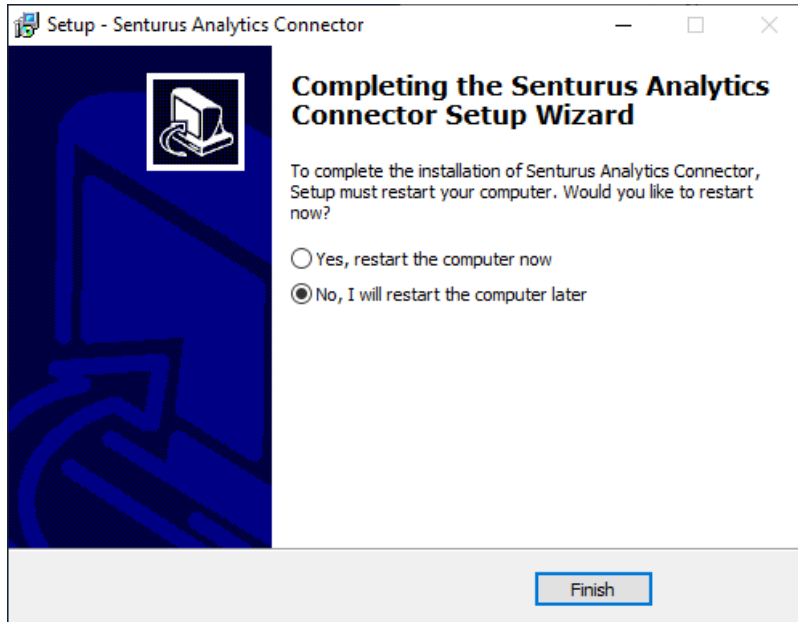 Setup - Senturus Analytics Connector
Completing the Senturus Analytics
Connector Setup Wizard
To complete the installation of Senturus Analytics Connector,
Setup must restart your computer. Would you like to restart
now?
Yes, restart the computer now
No, I will restart the computer later
Finish